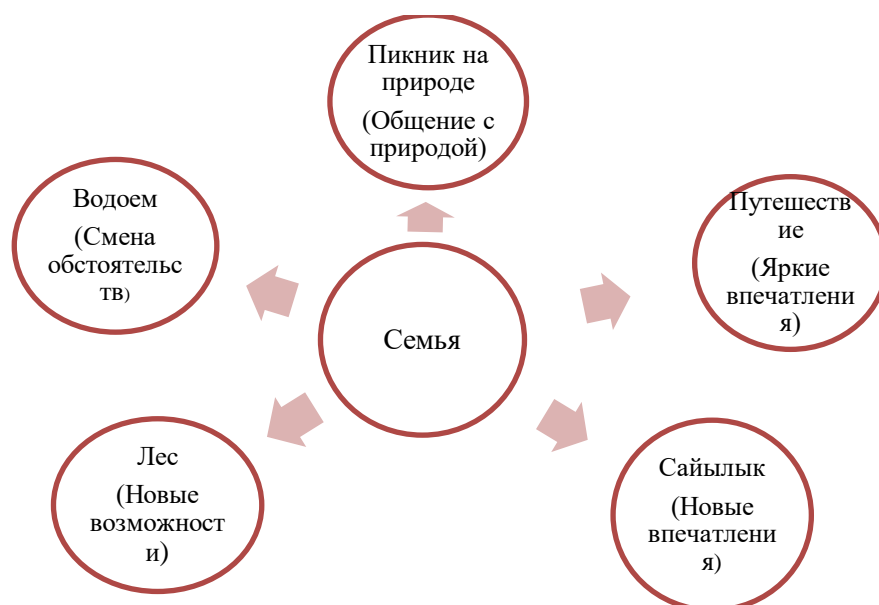 Пикник на
природе
(Общение с
природой)
Водоем
(Смена
обстоятельс
тв)
Путешеств
ие
(Яркие
впечатлени
я)
Семья
Лес
(Новые
возможност
и)
Сайылык
(Новые
впечатлени
я)